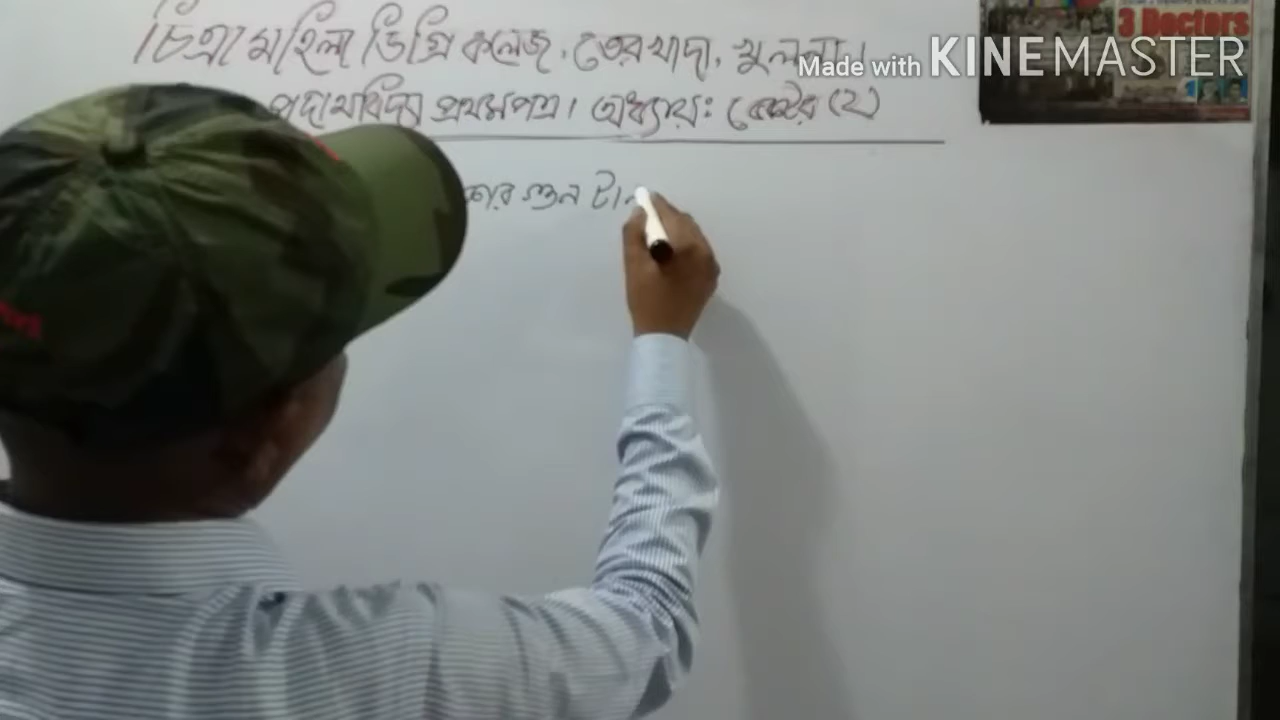 চিত্রা মহিলা ডিগ্রি কলেজ, তেরখাদা, খুলনা।
Made with KINEMASTER
3 Doctors
পদার্থবিদ্যা প্রথমপত্র। অধ্যায়ঃ ভেক্টর (২)
গুন টান